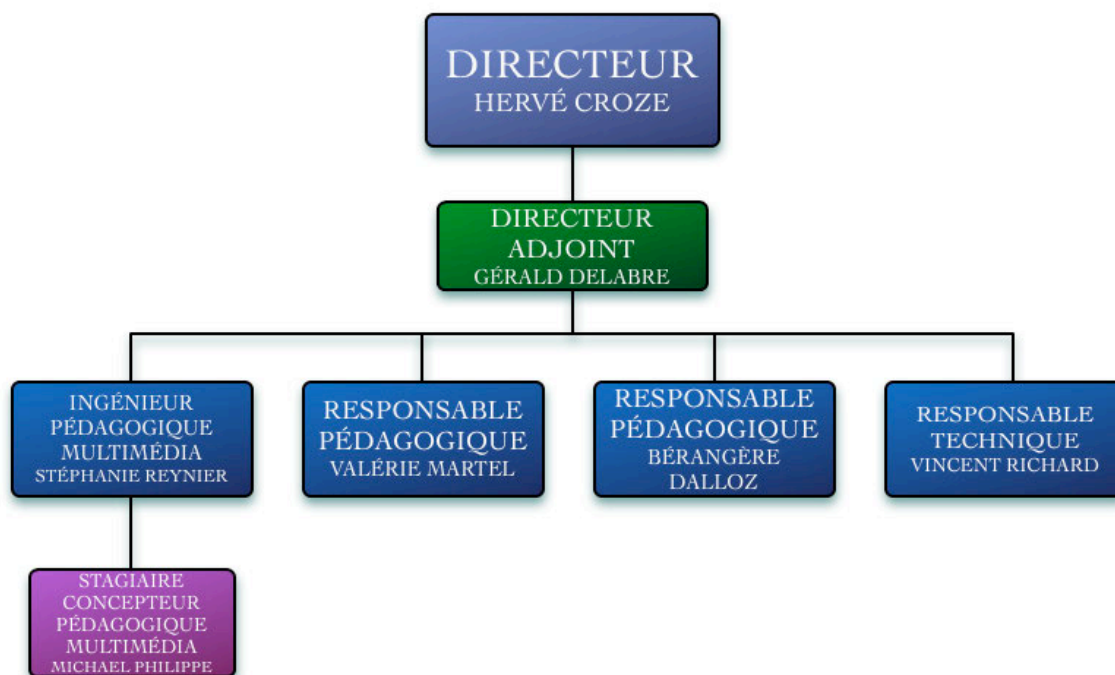 DIRECTEUR
HERVÉ CROZE
DIRECTEUR
ADJOINT
GÉRALD DELABRE
INGÉNIEUR
PÉDAGOGIQUE
MULTIMÉDIA
STÉPHANIE REYNIER
RESPONSABLE
PÉDAGOGIQUE
VALÉRIE MARTEL
RESPONSABLE
PÉDAGOGIQUE
BÉRANGÈRE
DALLOZ
RESPONSABLE
TECHNIQUE
VINCENT RICHARD
STAGIAIRE
CONCEPTEUR
PÉDAGOGIQUE
MULTIMÉDIA
MICHAEL PHILIPPE